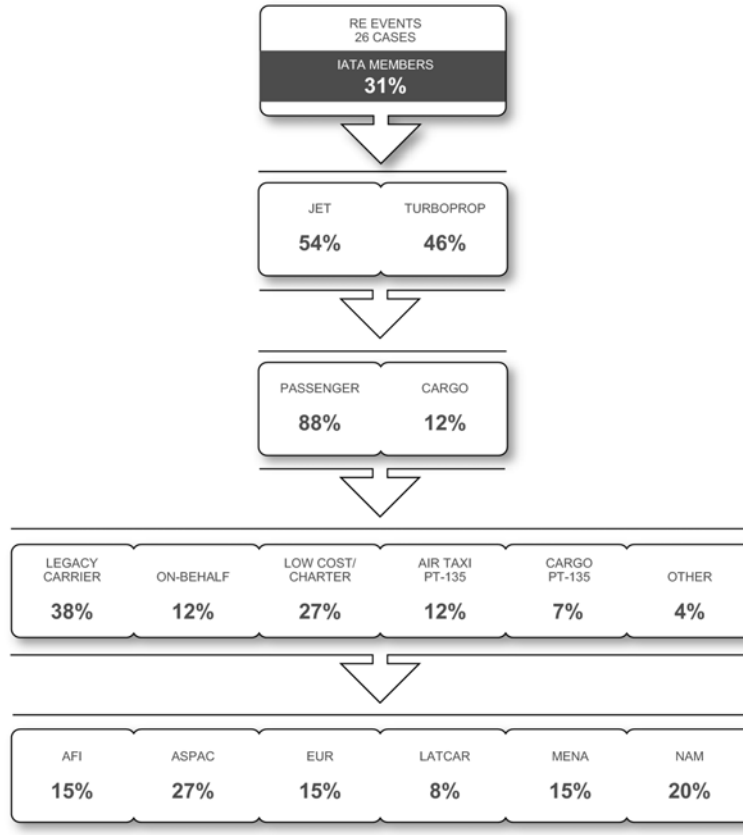 RE EVENTS
26 CASES
IATA MEMBERS
31%
JET
54%
TURBOPROP
46%
PASSENGER
88%
CARGO
12%
LEGACY
CARRIER
38%
ON-BEHALF
12%
LOW COST/
CHARTER
27%
AIR TAXI
PT-135
12%
CARGO
PT-135
7%
OTHER
4%
AFI
15%
ASPAC
27%
EUR
15%
LATCAR
8%
MENA
15%
NAM
20%